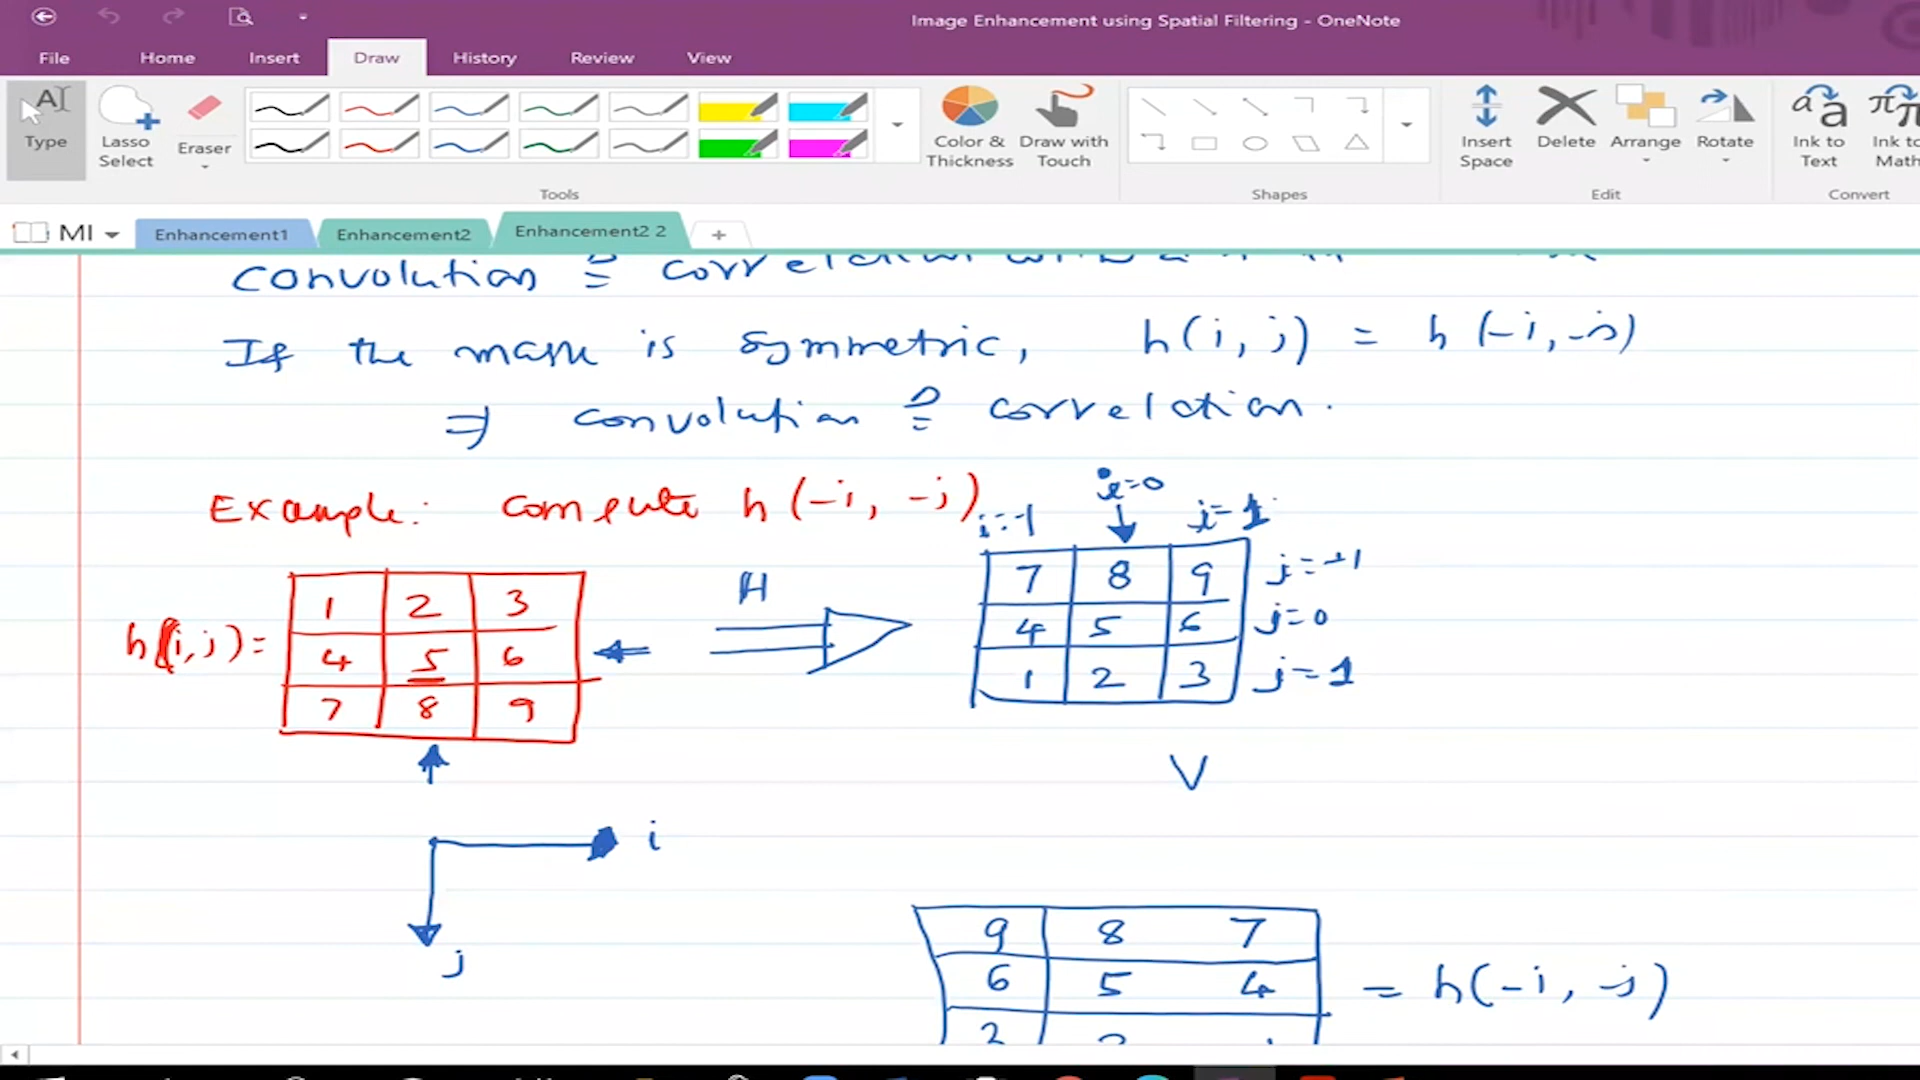 Image Enhancement using Spatial Filtering - OneNote
File Home Insert Draw History Review View
Type
Lasso Select
Eraser
Color & Thickness
Draw with Touch
Insert Space
Delete
Arrange
Rotate
Ink to Text
Ink to Math
Tools Shapes Edit Convert
MI Enhancement1 Enhancement2 Enhancement2 2 +
Convolution ≜ correlation
If the mask is symmetric, h(i,j) = h(-i,-j)
⇒ convolution ≜ correlation.
Example: compute h(-i, -j)
i=-1 i=0 i=1
h(i,j) =
1 2 3
4 5 6
7 8 9
H
7 8 9 j=-1
4 5 6 j=0
1 2 3 j=1
V
i
j
9 8 7
6 5 4 = h(-i, -j)